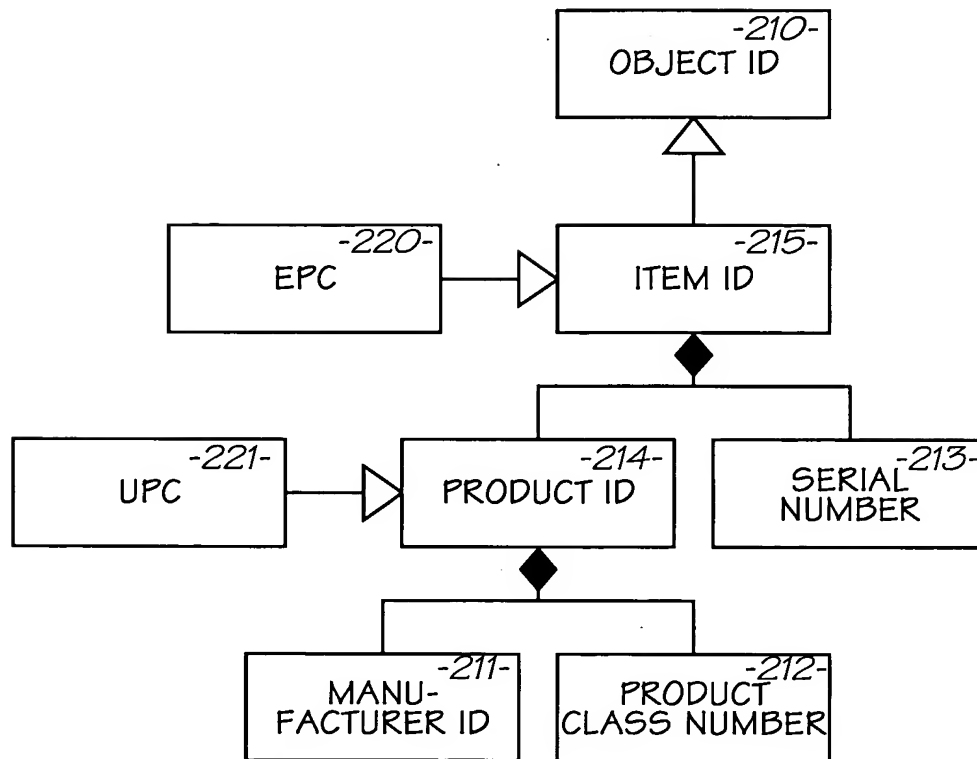 -210-
OBJECT ID
-220-
EPC
-215-
ITEM ID
-221-
UPC
-214-
PRODUCT ID
-213-
SERIAL
NUMBER
-211-
MANU-
FACTURER ID
-212-
PRODUCT
CLASS NUMBER